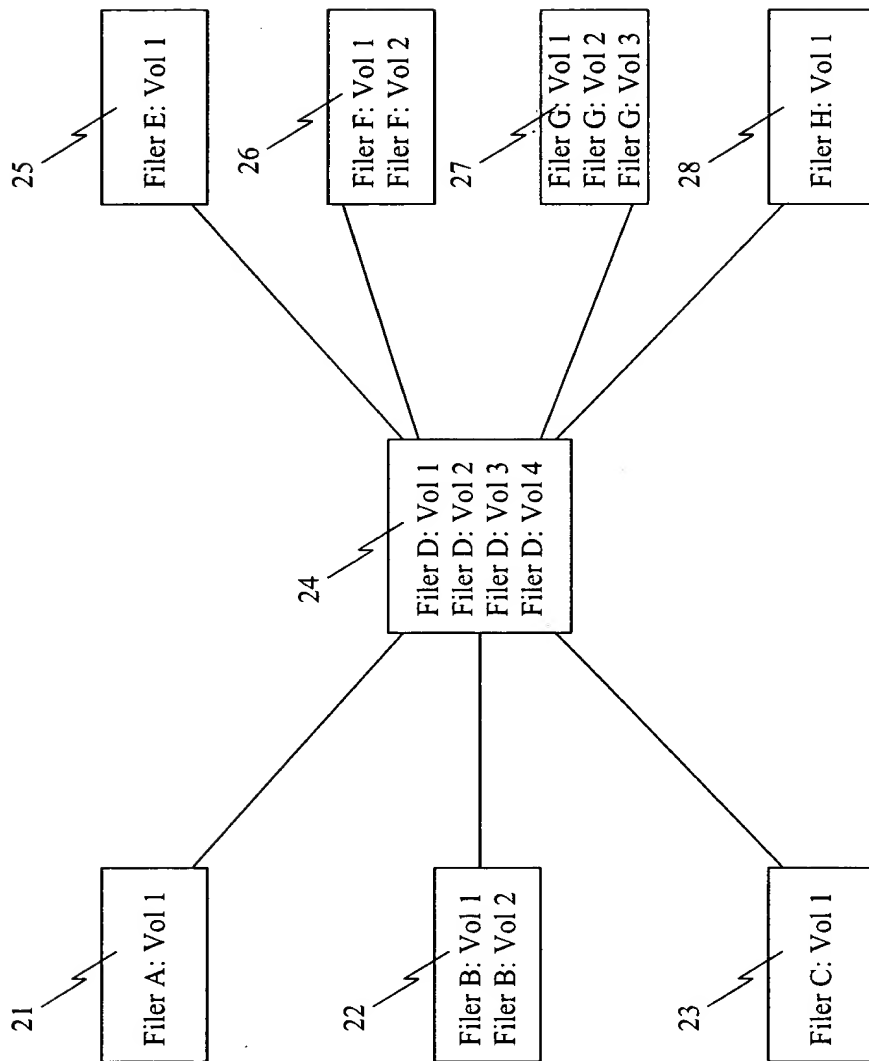 21
Filer A: Vol 1
22
Filer B: Vol 1
Filer B: Vol 2
23
Filer C: Vol 1
24
Filer D: Vol 1
Filer D: Vol 2
Filer D: Vol 3
Filer D: Vol 4
25
Filer E: Vol 1
26
Filer F: Vol 1
Filer F: Vol 2
27
Filer G: Vol 1
Filer G: Vol 2
Filer G: Vol 3
28
Filer H: Vol 1